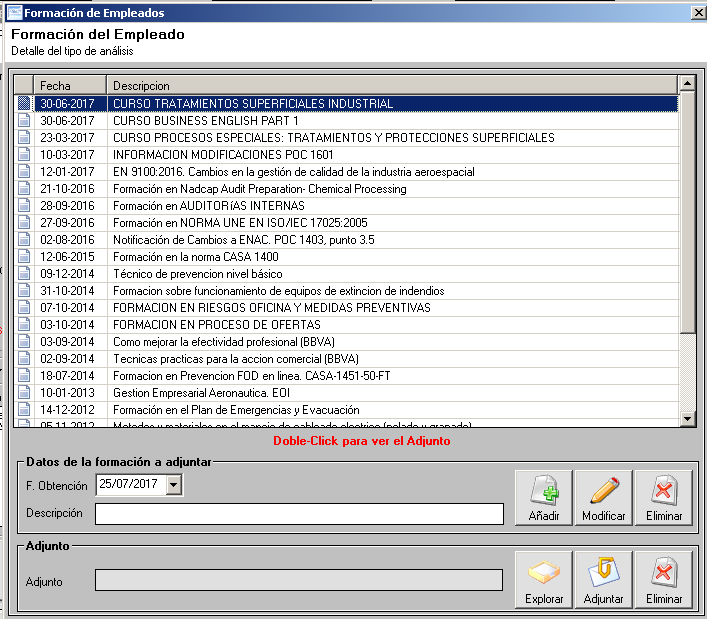 Formación de Empleados
Formación del Empleado
Detalle del tipo de análisis
Fecha Descripcion
30-06-2017 CURSO TRATAMIENTOS SUPERFICIALES INDUSTRIAL
30-06-2017 CURSO BUSINESS ENGLISH PART 1
23-03-2017 CURSO PROCESOS ESPECIALES: TRATAMIENTOS Y PROTECCIONES SUPERFICIALES
10-03-2017 INFORMACION MODIFICACIONES POC 1601
12-01-2017 EN 9100:2016. Cambios en la gestión de calidad de la industria aeroespacial
21-10-2016 Formación en Nadcap Audit Preparation- Chemical Processing
28-09-2016 Formación en AUDITORíAS INTERNAS
27-09-2016 Formación en NORMA UNE EN ISO/IEC 17025:2005
02-08-2016 Notificación de Cambios a ENAC. POC 1403, punto 3.5
12-06-2015 Formación en la norma CASA 1400
09-12-2014 Técnico de prevencion nivel básico
31-10-2014 Formacion sobre funcionamiento de equipos de extincion de indendios
07-10-2014 FORMACION EN RIESGOS OFICINA Y MEDIDAS PREVENTIVAS
03-10-2014 FORMACION EN PROCESO DE OFERTAS
03-09-2014 Como mejorar la efectividad profesional (BBVA)
02-09-2014 Tecnicas practicas para la accion comercial (BBVA)
18-07-2014 Formacion en Prevencion FOD en linea. CASA-1451-50-FT
10-01-2013 Gestion Empresarial Aeronautica. EOI
14-12-2012 Formación en el Plan de Emergencias y Evacuación
05-11-2012 Metodos y materiales en el manejo de cableado electrico (pelado y grapado)
Doble-Click para ver el Adjunto
Datos de la formación a adjuntar
F. Obtención 25/07/2017
Descripción
Añadir Modificar Eliminar
Adjunto
Adjunto
Explorar Adjuntar Eliminar